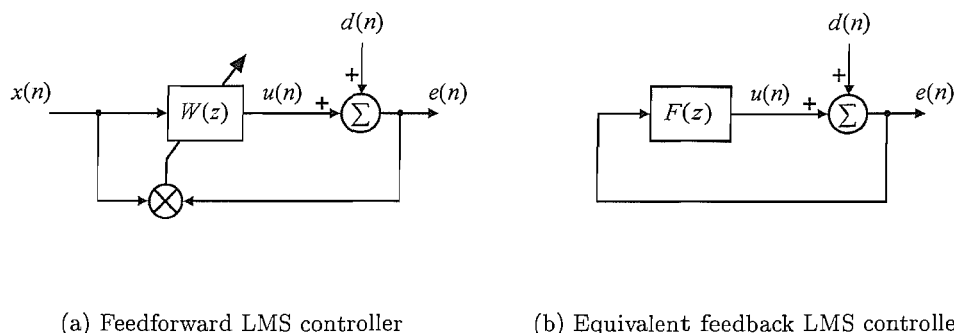 d(n)
x(n)
W(z)
u(n)
+
+
Σ
e(n)
d(n)
F(z)
u(n)
+
+
Σ
e(n)
(a) Feedforward LMS controller
(b) Equivalent feedback LMS controlle